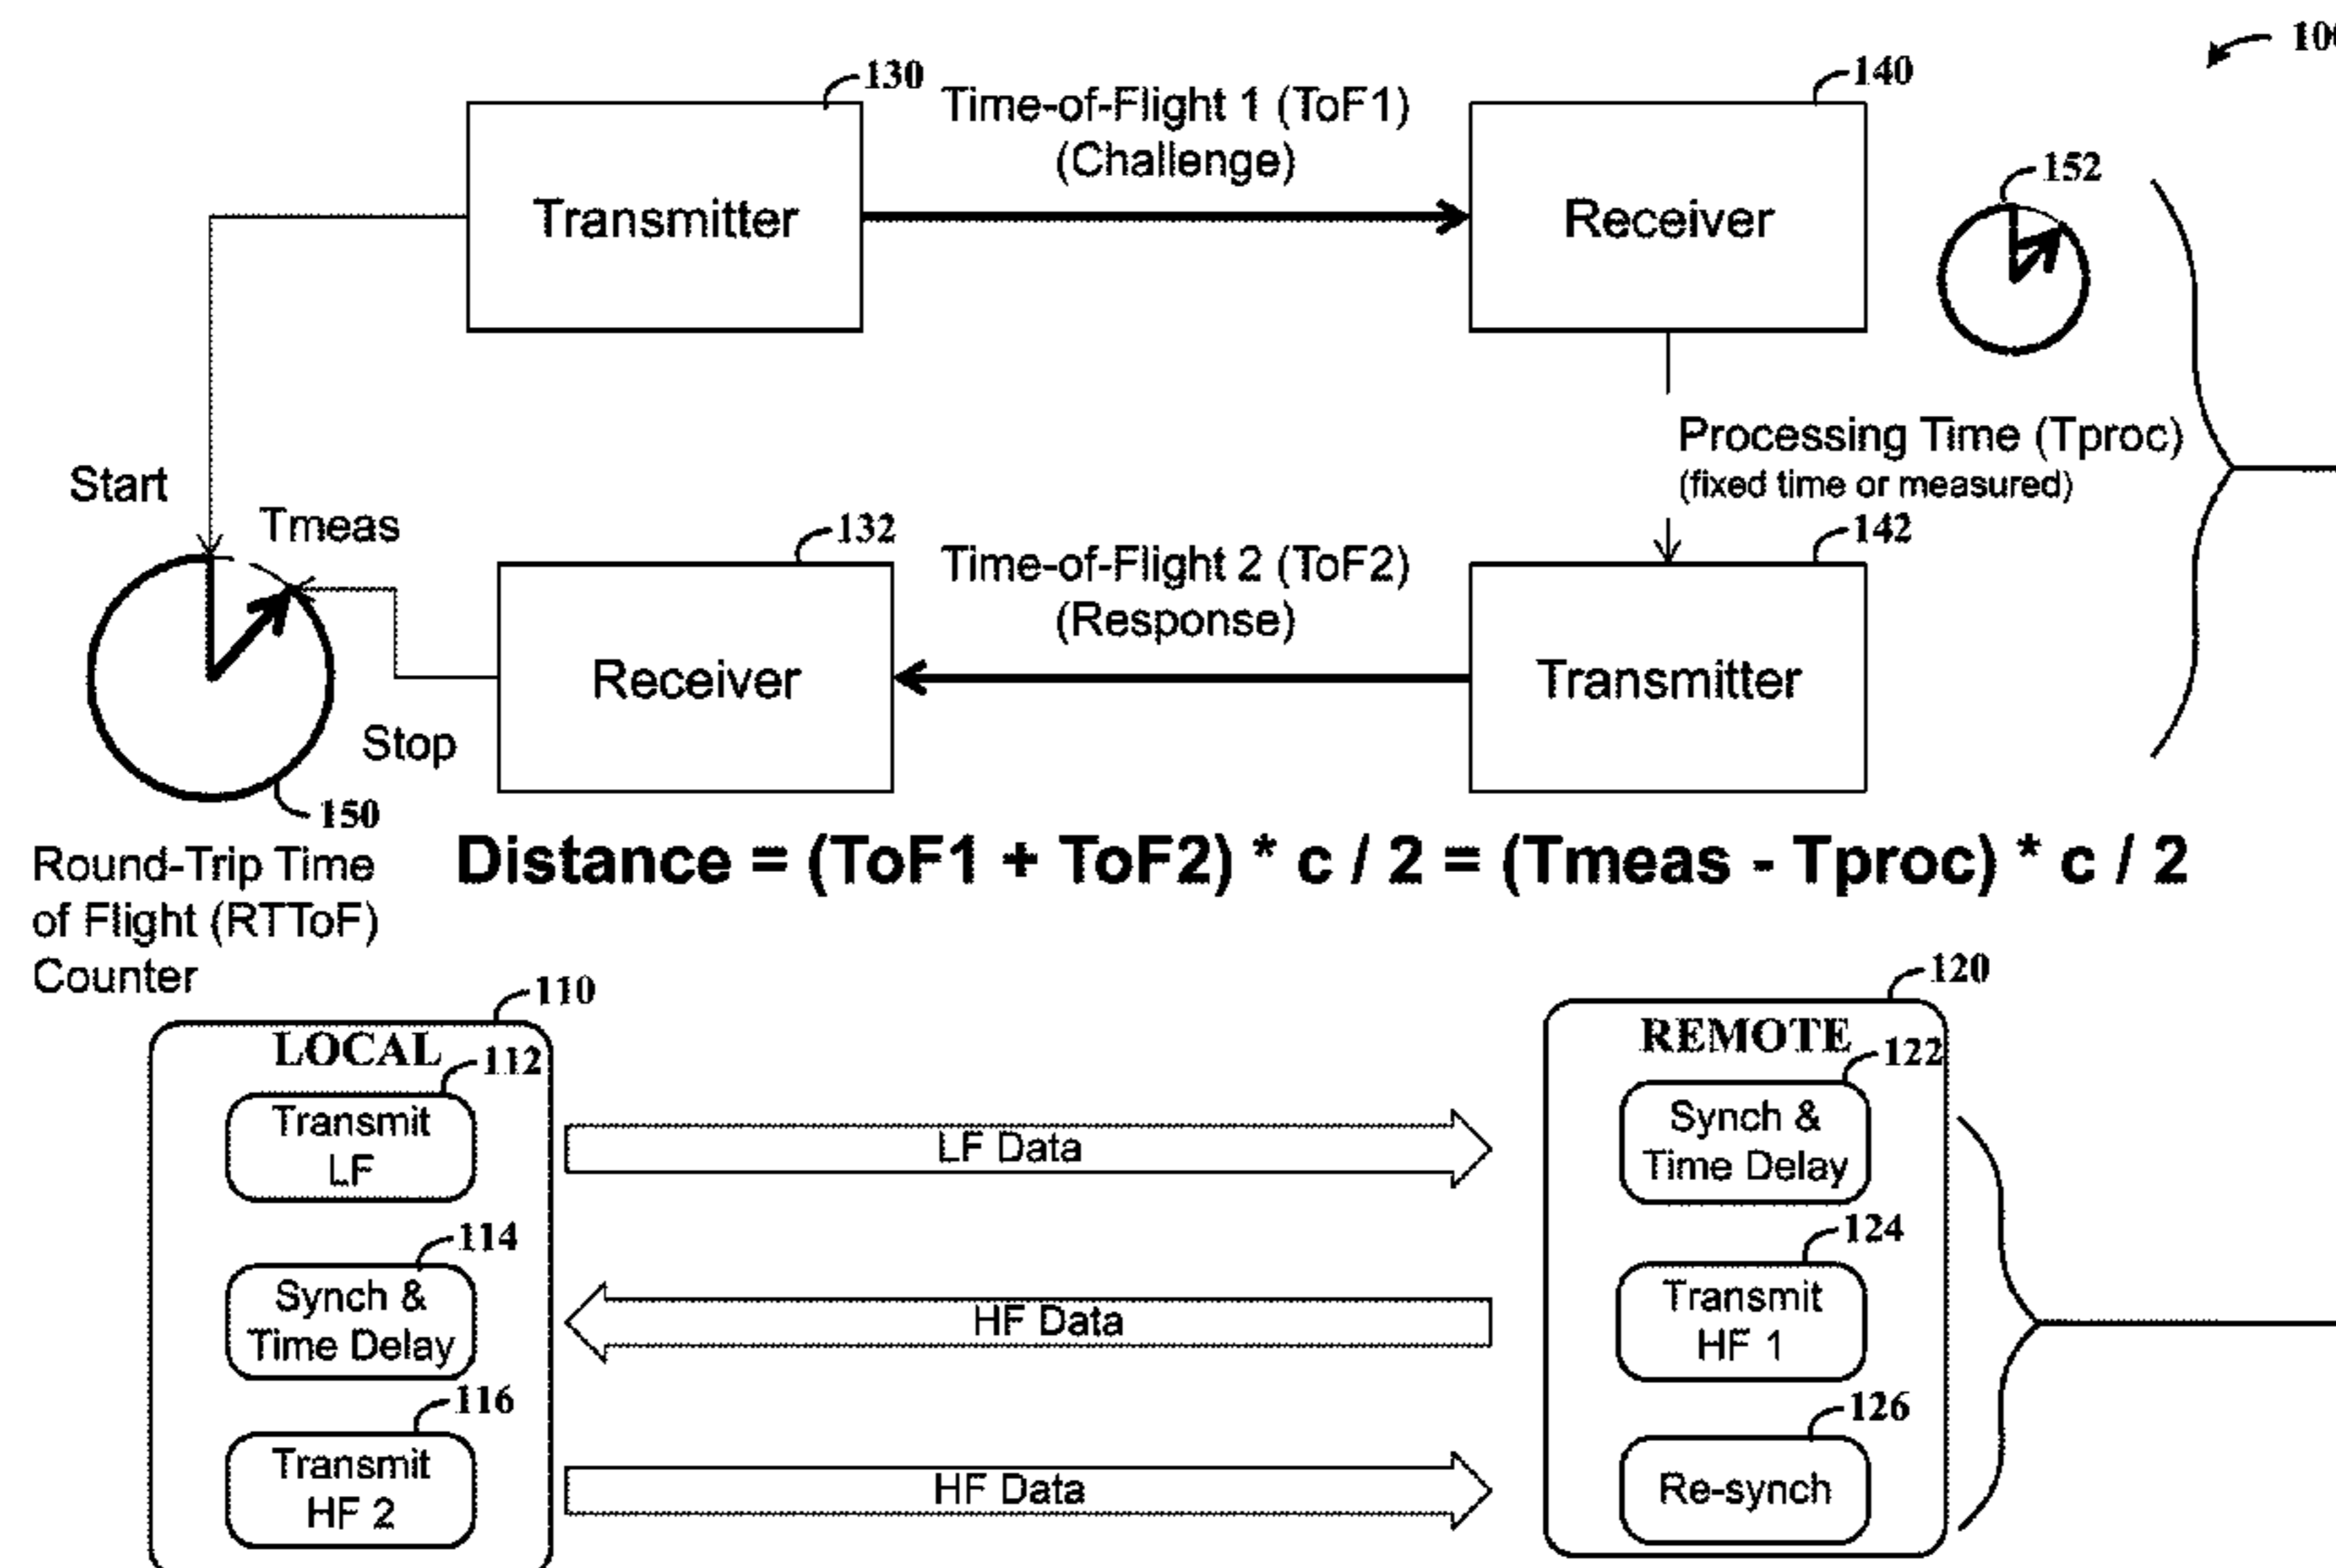 100
130
Time-of-Flight 1 (ToF1)
(Challenge)
140
152
Transmitter
Receiver
Processing Time (Tproc)
(fixed time or measured)
Start
Tmeas
132
Time-of-Flight 2 (ToF2)
(Response)
142
Receiver
Transmitter
Stop
150
Round-Trip Time
of Flight (RTToF)
Counter
Distance = (ToF1 + ToF2) * c / 2 = (Tmeas - Tproc) * c / 2
110
LOCAL
112
Transmit
LF
LF Data
120
REMOTE
122
Synch &
Time Delay
114
Synch &
Time Delay
HF Data
124
Transmit
HF 1
116
Transmit
HF 2
HF Data
126
Re-synch